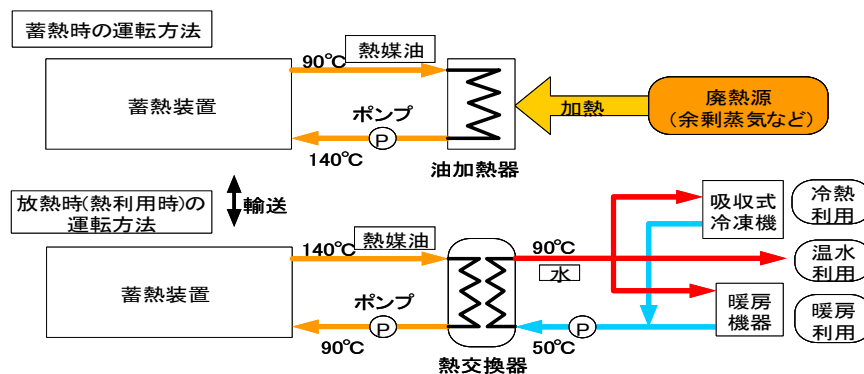 蓄熱時の運転方法
90℃
熱媒油
蓄熱装置
ポンプ
P
140℃
油加熱器
加熱
廃熱源
(余剰蒸気など)
放熱時(熱利用時)の
運転方法
輸送
140℃
熱媒油
蓄熱装置
ポンプ
P
90℃
熱交換器
90℃
水
P
50℃
吸収式
冷凍機
冷熱
利用
温水
利用
暖房
機器
暖房
利用